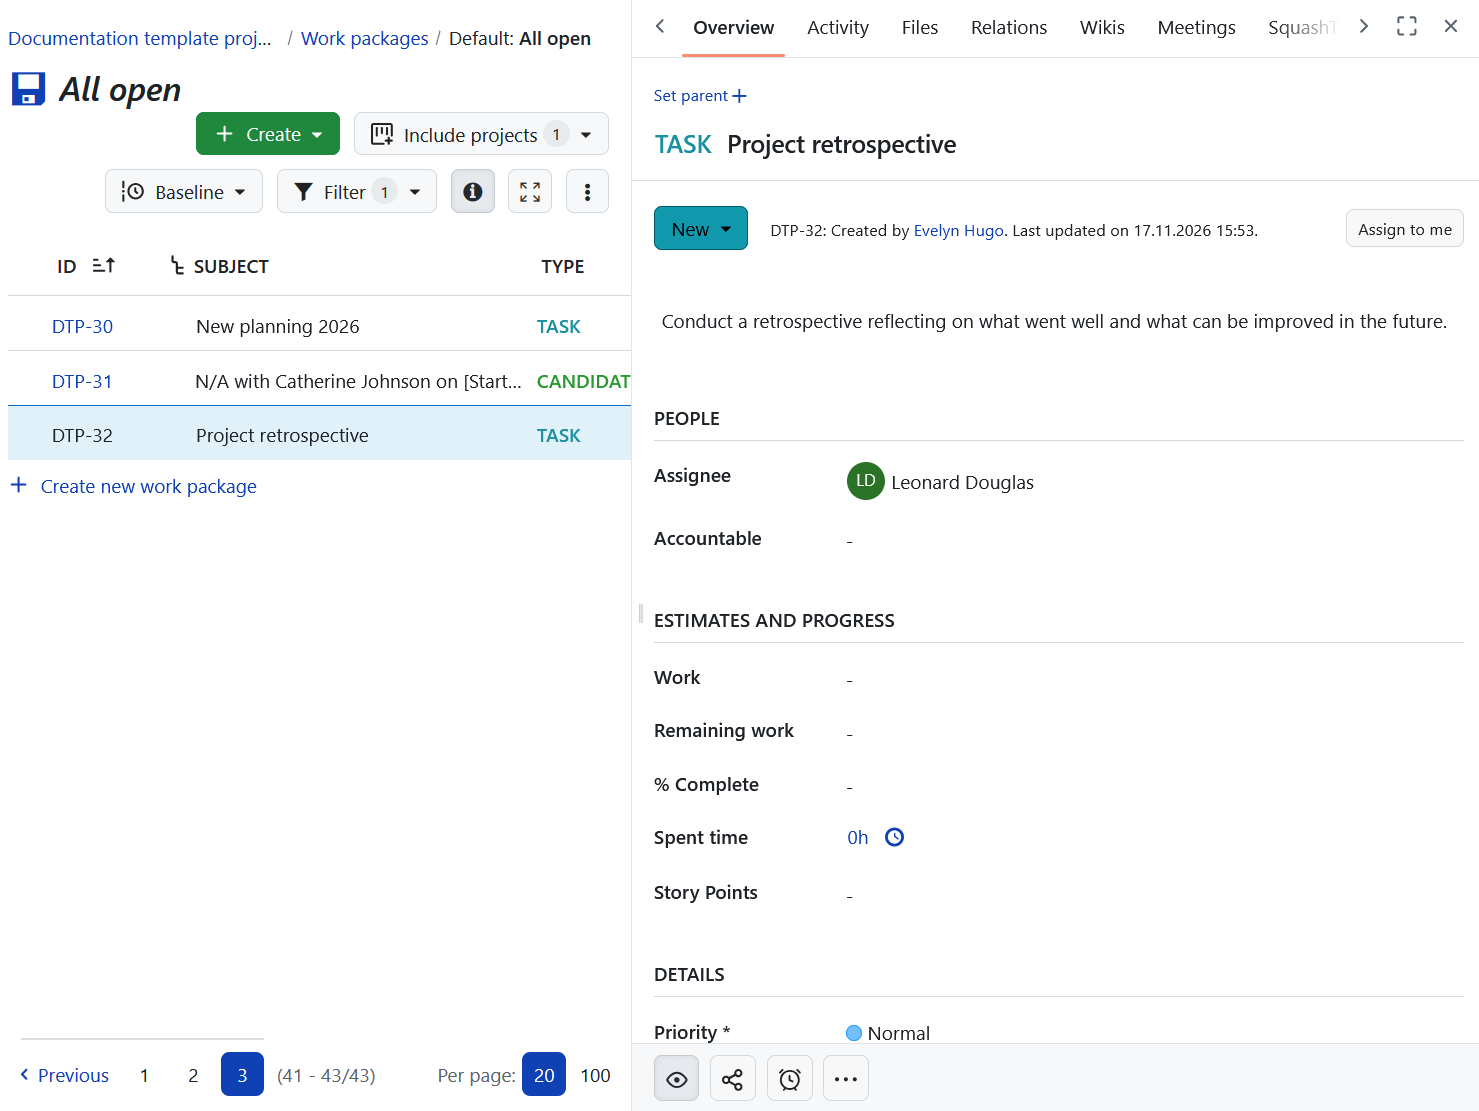 Documentation template proj... / Work packages / Default: All open
All open
Create
Include projects 1
Baseline
Filter 1
ID SUBJECT TYPE
DTP-30 New planning 2026 TASK
DTP-31 N/A with Catherine Johnson on [Start... CANDIDAT
DTP-32 Project retrospective TASK
Create new work package
Previous 1 2 3 (41 - 43/43) Per page: 20 100
Overview Activity Files Relations Wikis Meetings SquashT
Set parent
TASK Project retrospective
New DTP-32: Created by Evelyn Hugo. Last updated on 17.11.2026 15:53. Assign to me
Conduct a retrospective reflecting on what went well and what can be improved in the future.
PEOPLE
Assignee LD Leonard Douglas
Accountable -
ESTIMATES AND PROGRESS
Work -
Remaining work -
% Complete -
Spent time 0h
Story Points -
DETAILS
Priority * Normal